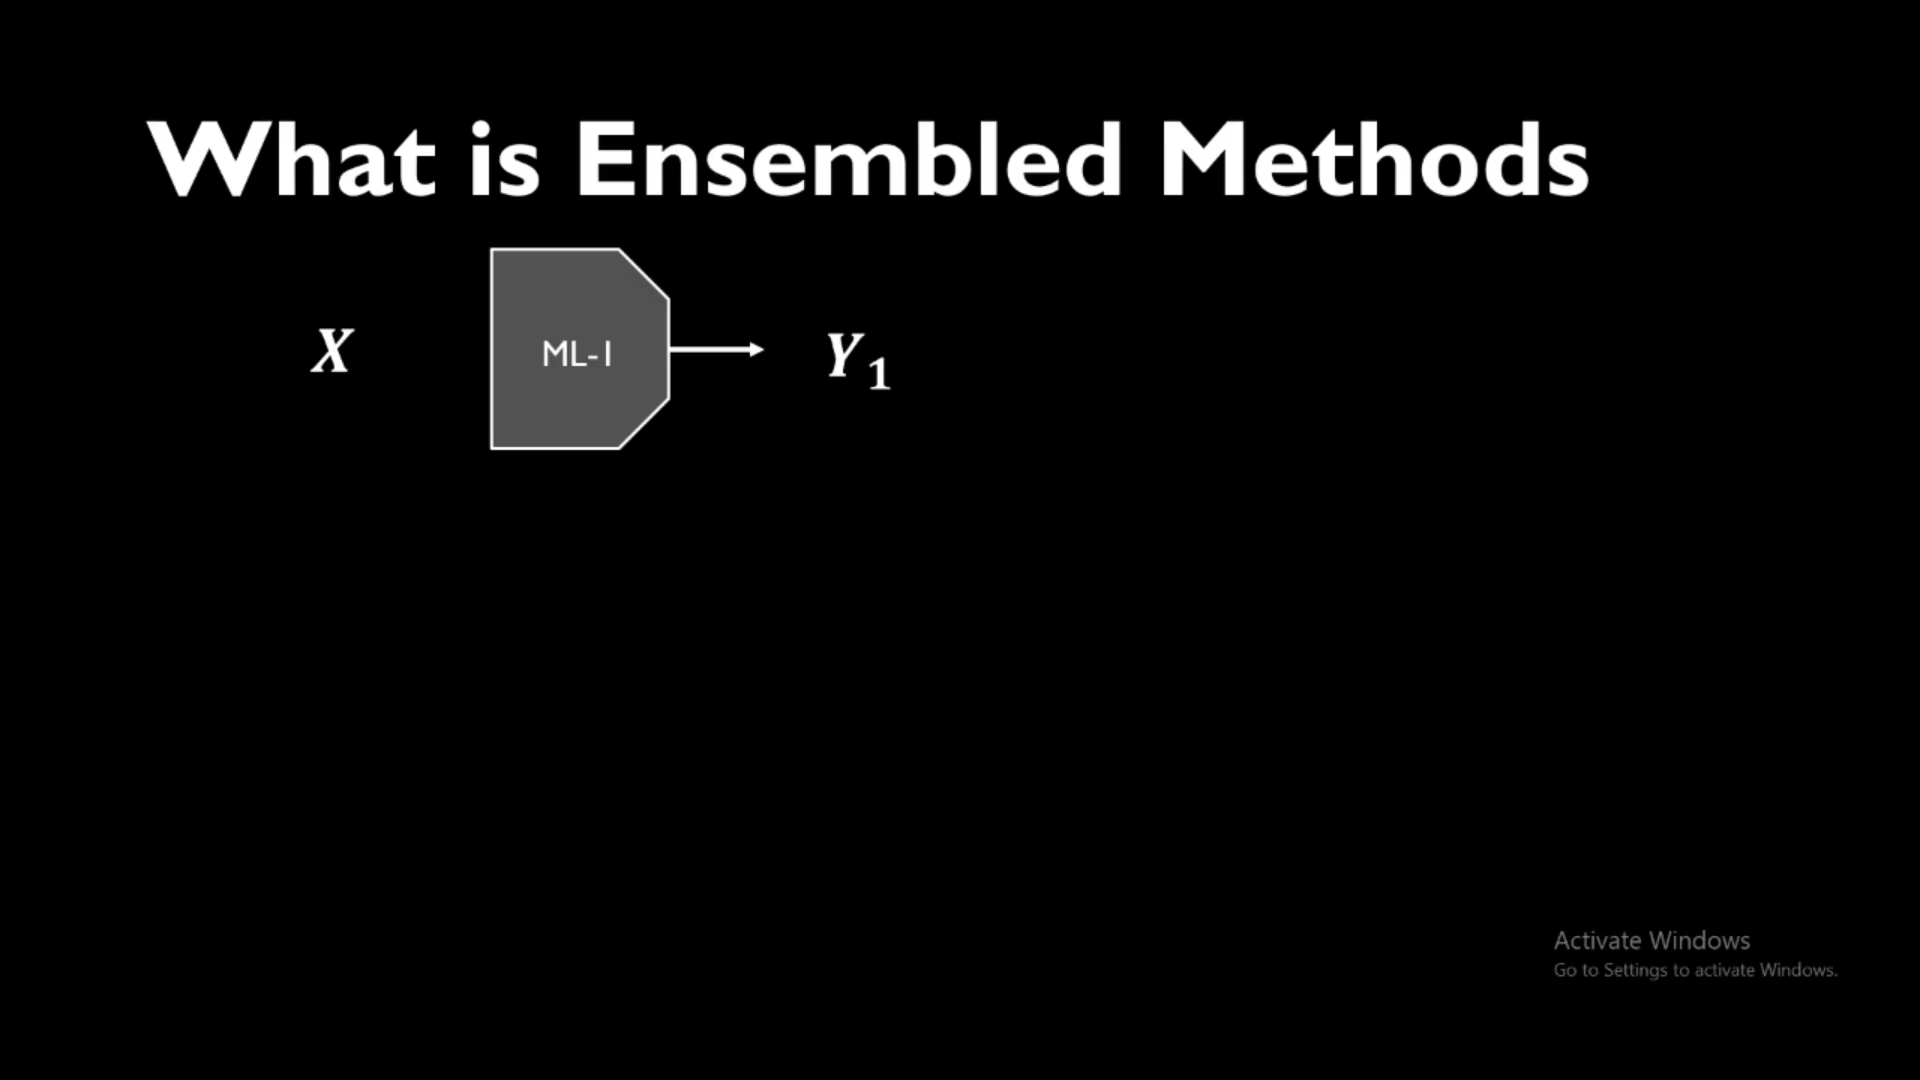 What is Ensembled Methods
X ML-1 Y1
Activate Windows
Go to Settings to activate Windows.